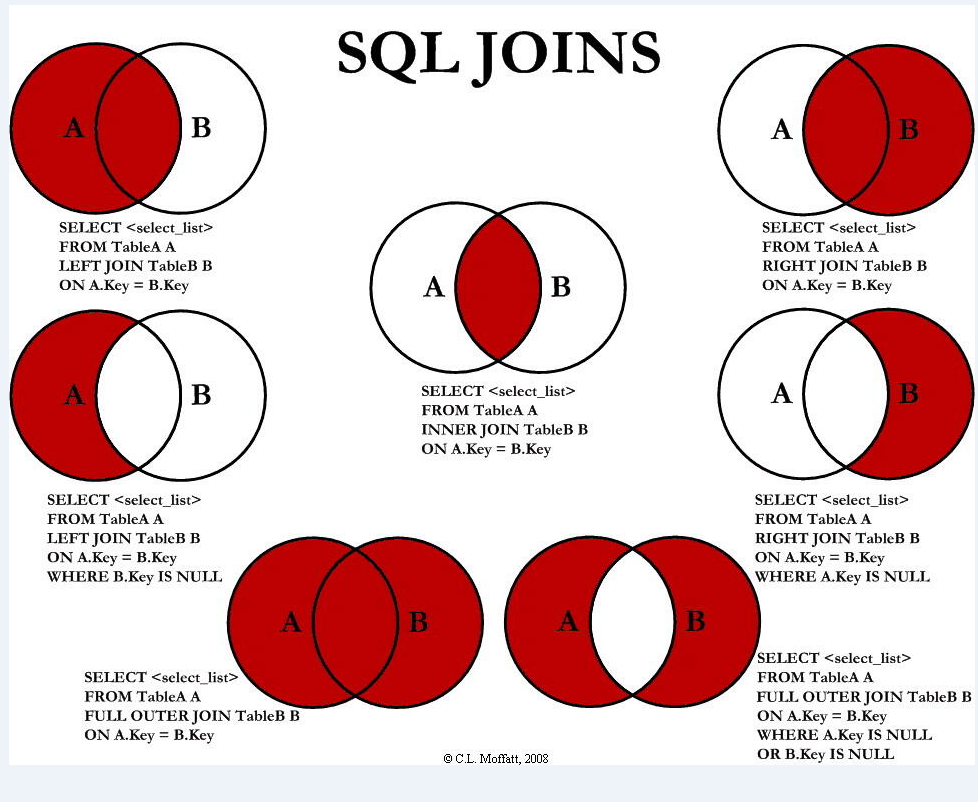 SQL JOINS
A B
SELECT <select_list>
FROM TableA A
LEFT JOIN TableB B
ON A.Key = B.Key
A B
SELECT <select_list>
FROM TableA A
RIGHT JOIN TableB B
ON A.Key = B.Key
A B
SELECT <select_list>
FROM TableA A
INNER JOIN TableB B
ON A.Key = B.Key
A B
SELECT <select_list>
FROM TableA A
LEFT JOIN TableB B
ON A.Key = B.Key
WHERE B.Key IS NULL
A B
SELECT <select_list>
FROM TableA A
RIGHT JOIN TableB B
ON A.Key = B.Key
WHERE A.Key IS NULL
A B
SELECT <select_list>
FROM TableA A
FULL OUTER JOIN TableB B
ON A.Key = B.Key
A B
SELECT <select_list>
FROM TableA A
FULL OUTER JOIN TableB B
ON A.Key = B.Key
WHERE A.Key IS NULL
OR B.Key IS NULL
© C.L. Moffatt, 2008